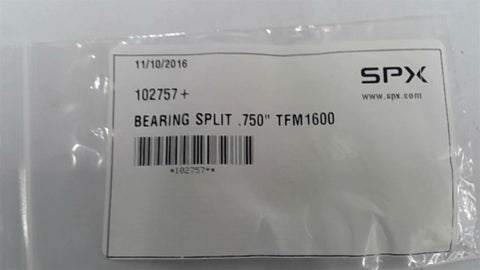 11/10/2016
SPX
102757+
www.spx.com
BEARING SPLIT .750" TFM1600
*102757+*